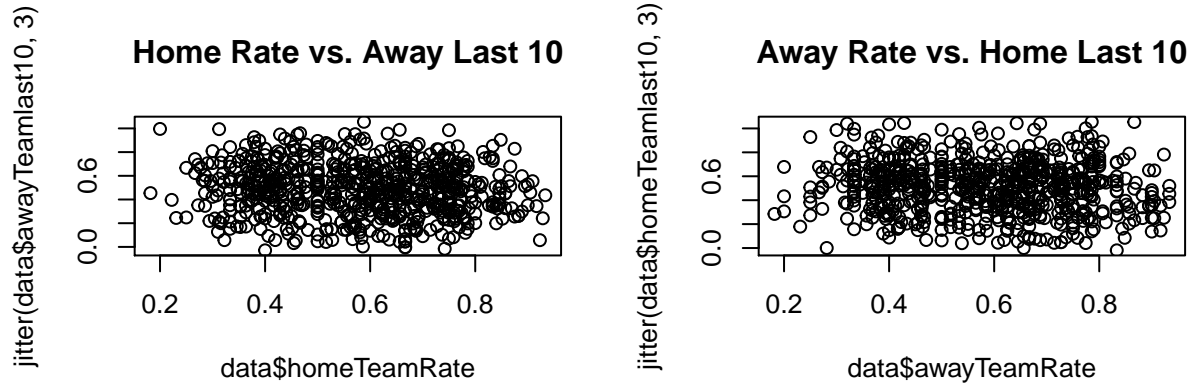 Home Rate vs. Away Last 10
jitter(data$awayTeamlast10, 3)
0.6
0.0
0.2 0.4 0.6 0.8
data$homeTeamRate
Away Rate vs. Home Last 10
jitter(data$homeTeamlast10, 3)
0.6
0.0
0.2 0.4 0.6 0.8
data$awayTeamRate